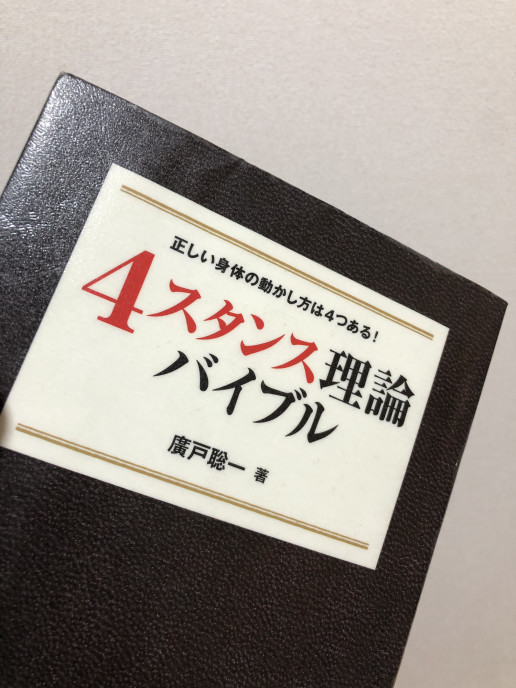 正しい身体の動かし方は4つある!
4スタンス理論
バイブル
廣戸聡一 著